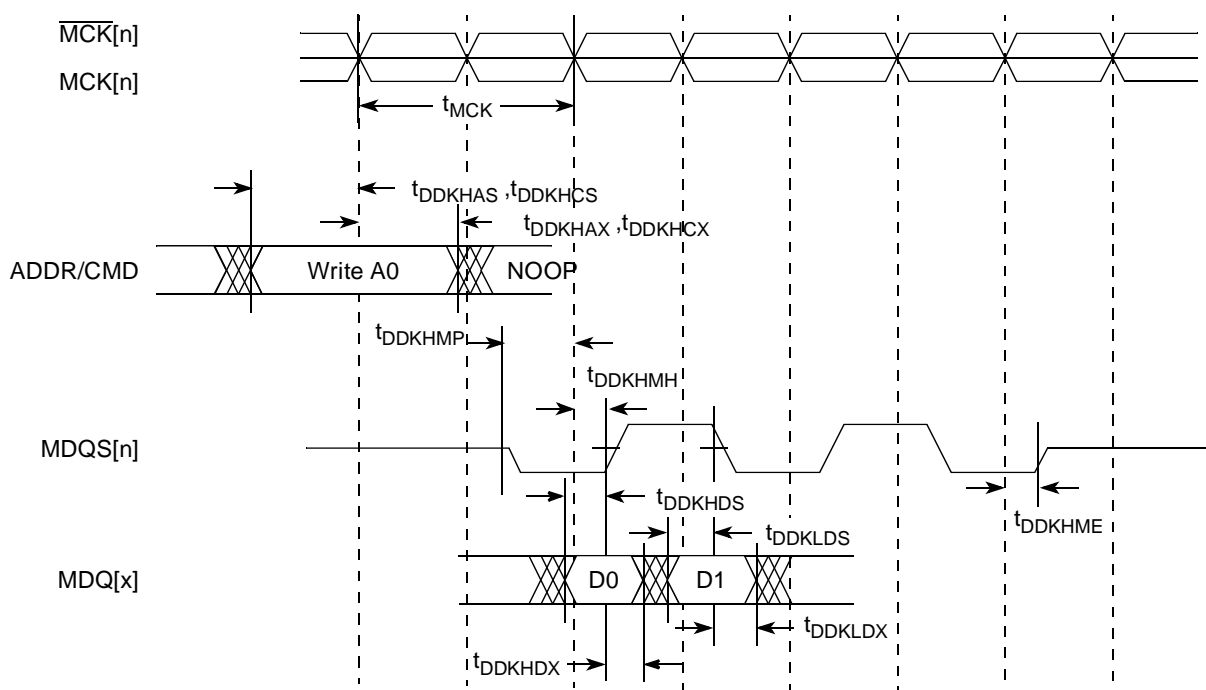 MCK[n]
MCK[n]
tMCK
tDDKHAS ,tDDKHCS
tDDKHAX ,tDDKHCX
ADDR/CMD
Write A0
NOOP
tDDKHMP
tDDKHMH
MDQS[n]
tDDKHDS
tDDKLDS
tDDKHME
MDQ[x]
D0
D1
tDDKLDX
tDDKHDX